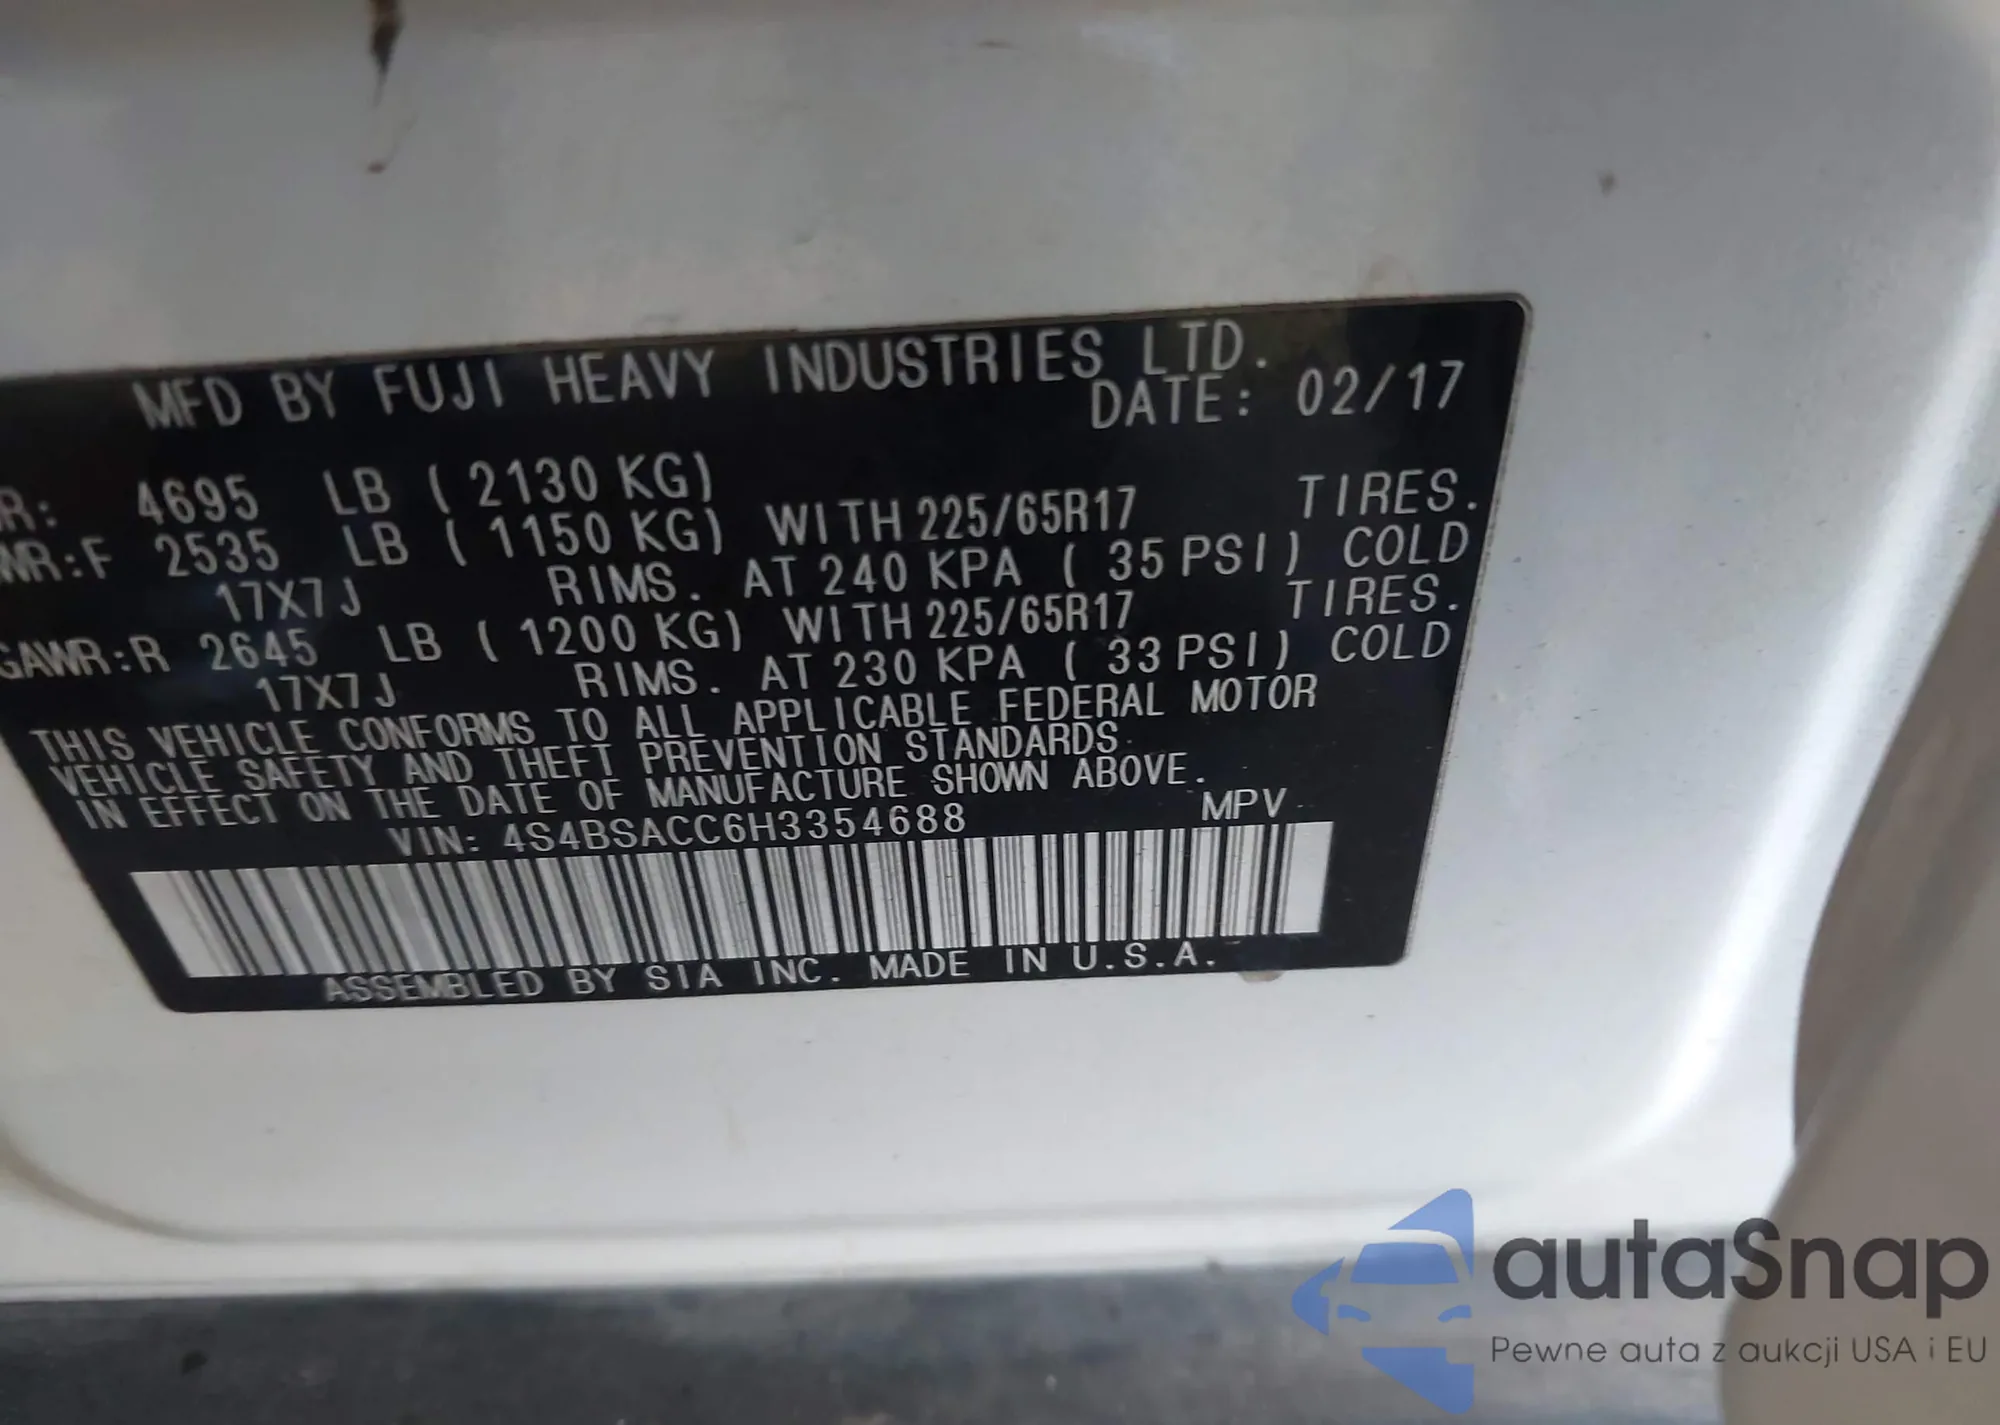 MFD BY FUJI HEAVY INDUSTRIES LTD.
DATE: 02/17
R: 4695 LB ( 2130 KG)
WR:F 2535 LB ( 1150 KG) WITH 225/65R17 TIRES.
17X7J RIMS. AT 240 KPA ( 35 PSI) COLD
GAWR:R 2645 LB ( 1200 KG) WITH 225/65R17 TIRES.
17X7J RIMS. AT 230 KPA ( 33 PSI) COLD
THIS VEHICLE CONFORMS TO ALL APPLICABLE FEDERAL MOTOR
VEHICLE SAFETY AND THEFT PREVENTION STANDARDS
IN EFFECT ON THE DATE OF MANUFACTURE SHOWN ABOVE.
VIN: 4S4BSACC6H3354688 MPV
ASSEMBLED BY SIA INC. MADE IN U.S.A.
autaSnap
Pewne auta z aukcji USA i EU